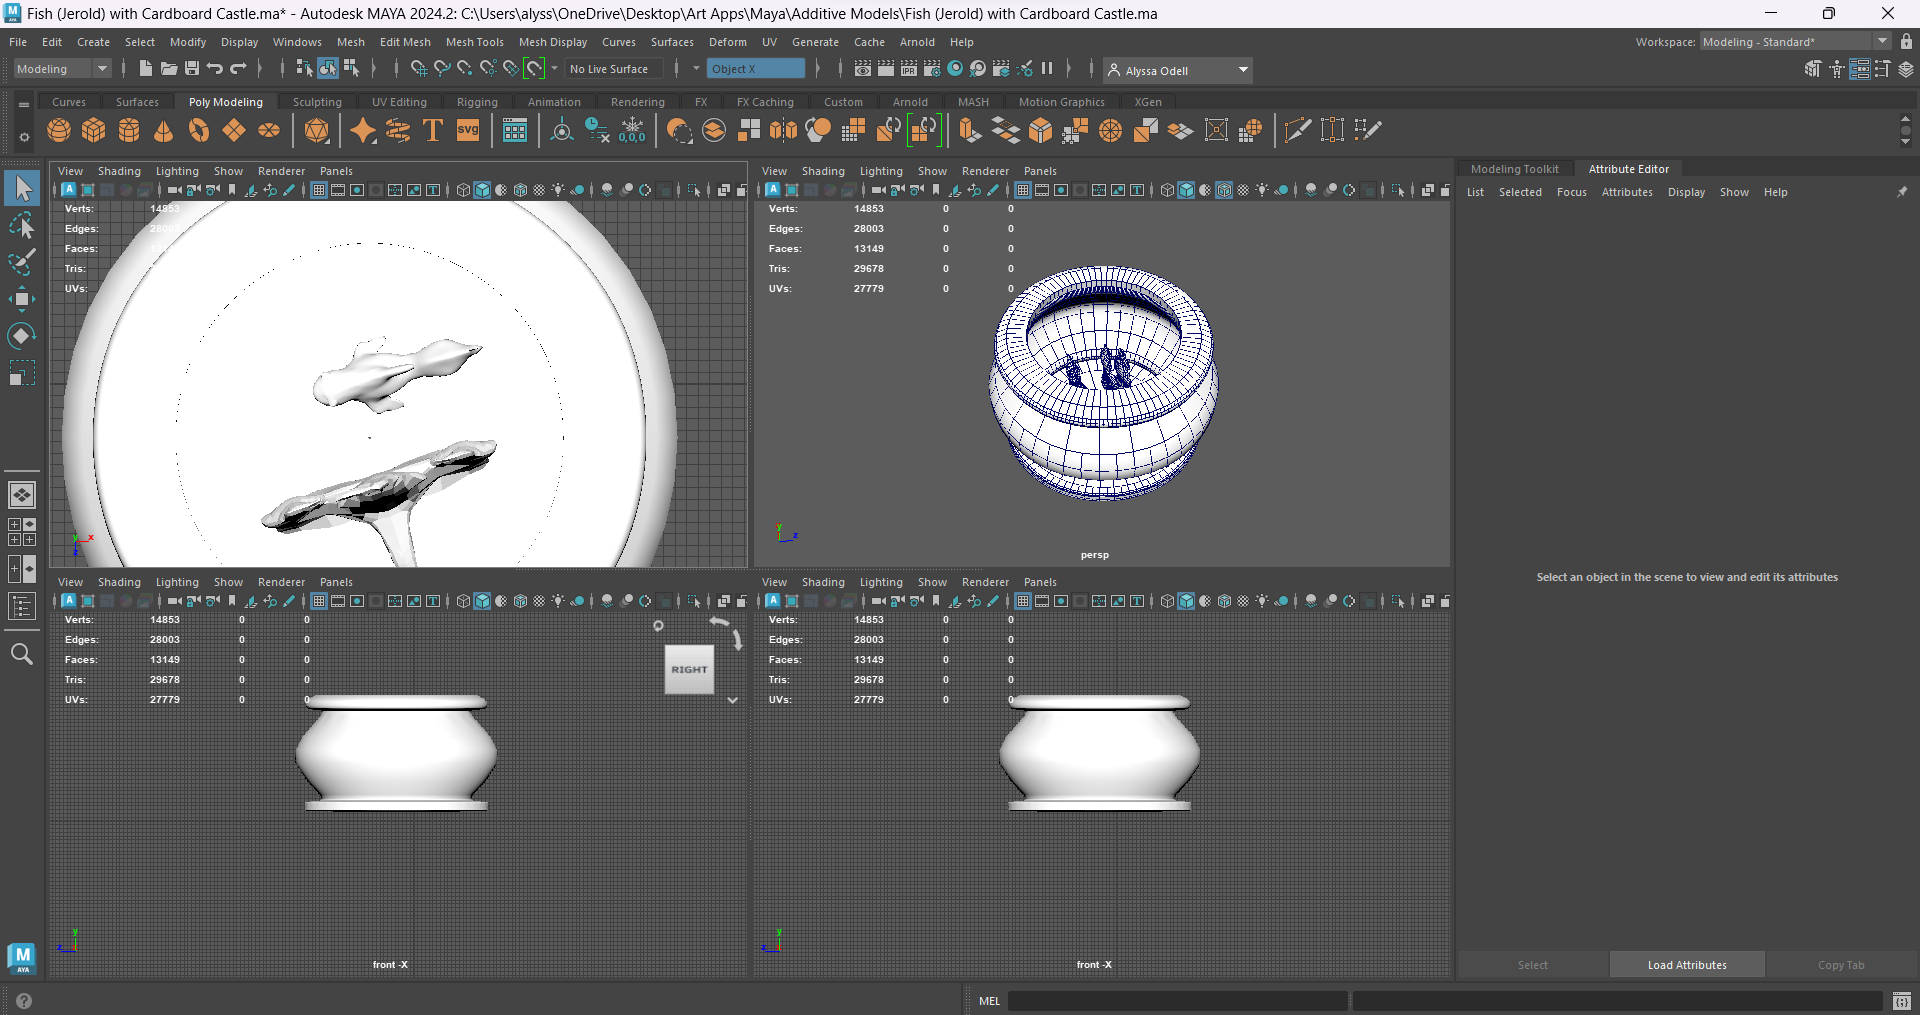 Fish (Jerold) with Cardboard Castle.ma* - Autodesk MAYA 2024.2: C:\Users\alyss\OneDrive\Desktop\Art Apps\Maya\Additive Models\Fish (Jerold) with Cardboard Castle.ma
File Edit Create Select Modify Display Windows Mesh Edit Mesh Mesh Tools Mesh Display Curves Surfaces Deform UV Generate Cache Arnold Help Workspace: Modeling - Standard*
Modeling No Live Surface Object X Alyssa Odell
Curves Surfaces Poly Modeling Sculpting UV Editing Rigging Animation Rendering FX FX Caching Custom Arnold MASH Motion Graphics XGen
svg 0,0,0
View Shading Lighting Show Renderer Panels
Verts: 14853
Edges: 28003
Faces:
Tris:
UVs:
y x z
View Shading Lighting Show Renderer Panels
Verts: 14853 0 0
Edges: 28003 0 0
Faces: 13149 0 0
Tris: 29678 0 0
UVs: 27779 0 0
y z
persp
View Shading Lighting Show Renderer Panels
Verts: 14853 0 0
Edges: 28003 0 0
Faces: 13149 0 0
Tris: 29678 0 0
UVs: 27779 0 0
RIGHT
y z
front -X
View Shading Lighting Show Renderer Panels
Verts: 14853 0 0
Edges: 28003 0 0
Faces: 13149 0 0
Tris: 29678 0 0
UVs: 27779 0 0
y z
front -X
Modeling Toolkit Attribute Editor
List Selected Focus Attributes Display Show Help
Select an object in the scene to view and edit its attributes
Select Load Attributes Copy Tab
M
AYA
MEL